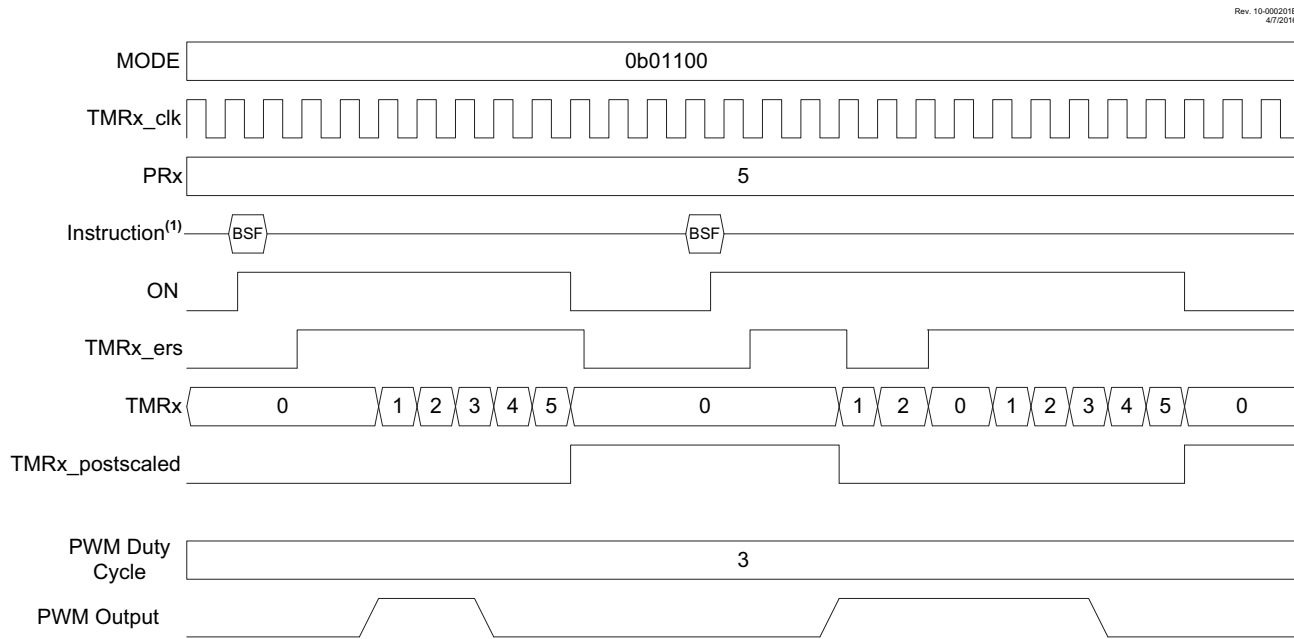 Rev. 10-000201B
4/7/2016
MODE 0b01100
TMRx_clk
PRx 5
Instruction(1) BSF BSF
ON
TMRx_ers
TMRx 0 1 2 3 4 5 0 1 2 0 1 2 3 4 5 0
TMRx_postscaled
PWM Duty
Cycle 3
PWM Output